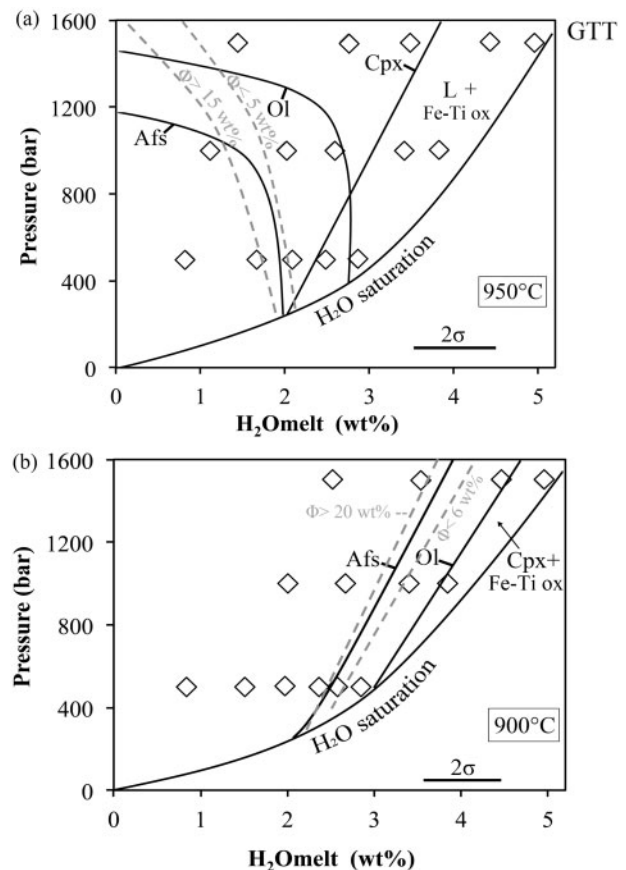 (a)
GTT
1600
1200
800
400
0
Pressure (bar)
Φ> 15 wt%
Φ< 5 wt%
Cpx
Ol
Afs
L +
Fe-Ti ox
H₂O saturation
950°C
2σ
0 1 2 3 4 5
H₂Omelt (wt%)
(b)
1600
1200
800
400
0
Pressure (bar)
Φ> 20 wt% --
Φ< 6 wt%
Afs
Ol
Cpx+
Fe-Ti ox
H₂O saturation
900°C
2σ
0 1 2 3 4 5
H₂Omelt (wt%)